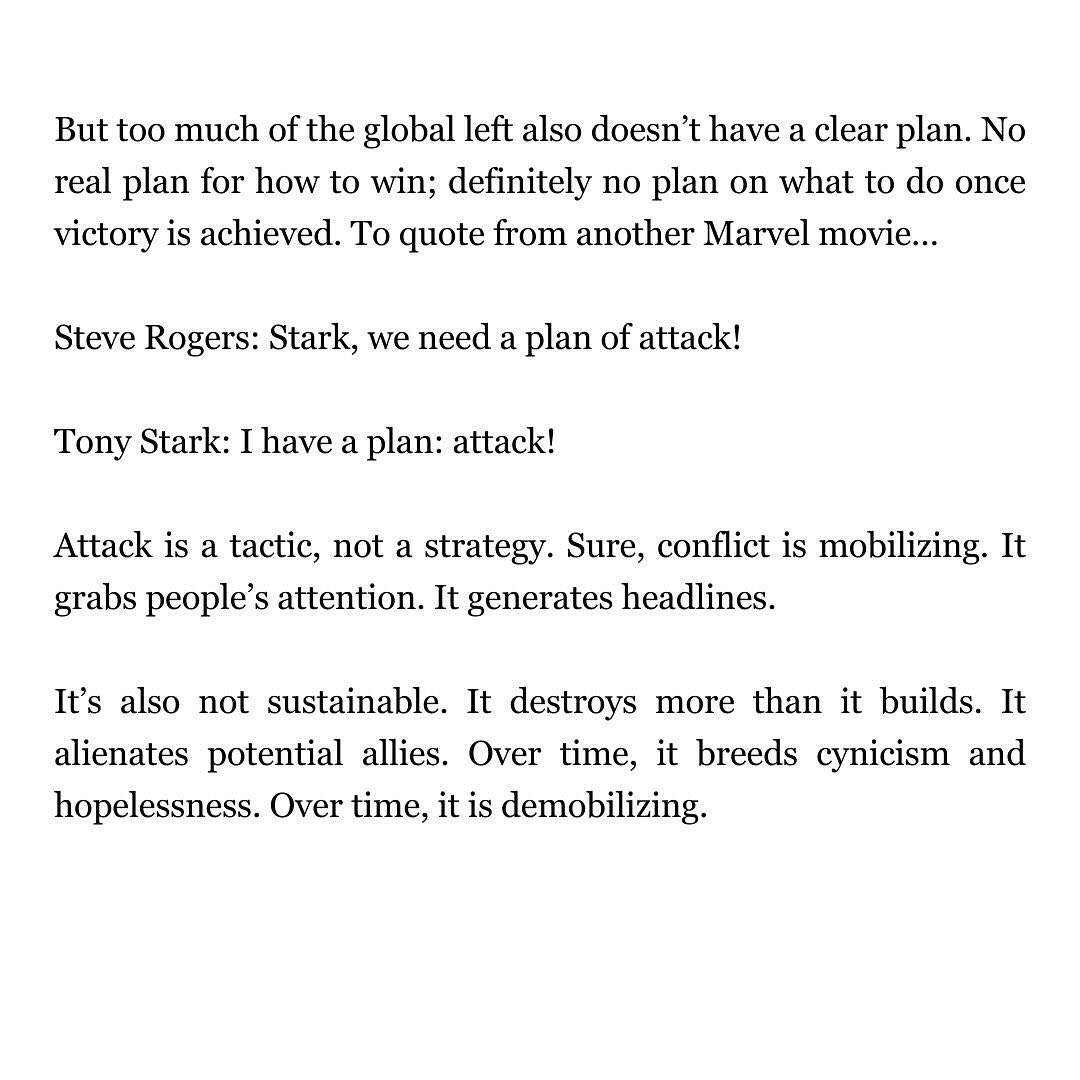 But too much of the global left also doesn’t have a clear plan. No
real plan for how to win; definitely no plan on what to do once
victory is achieved. To quote from another Marvel movie…
Steve Rogers: Stark, we need a plan of attack!
Tony Stark: I have a plan: attack!
Attack is a tactic, not a strategy. Sure, conflict is mobilizing. It
grabs people’s attention. It generates headlines.
It’s also not sustainable. It destroys more than it builds. It
alienates potential allies. Over time, it breeds cynicism and
hopelessness. Over time, it is demobilizing.